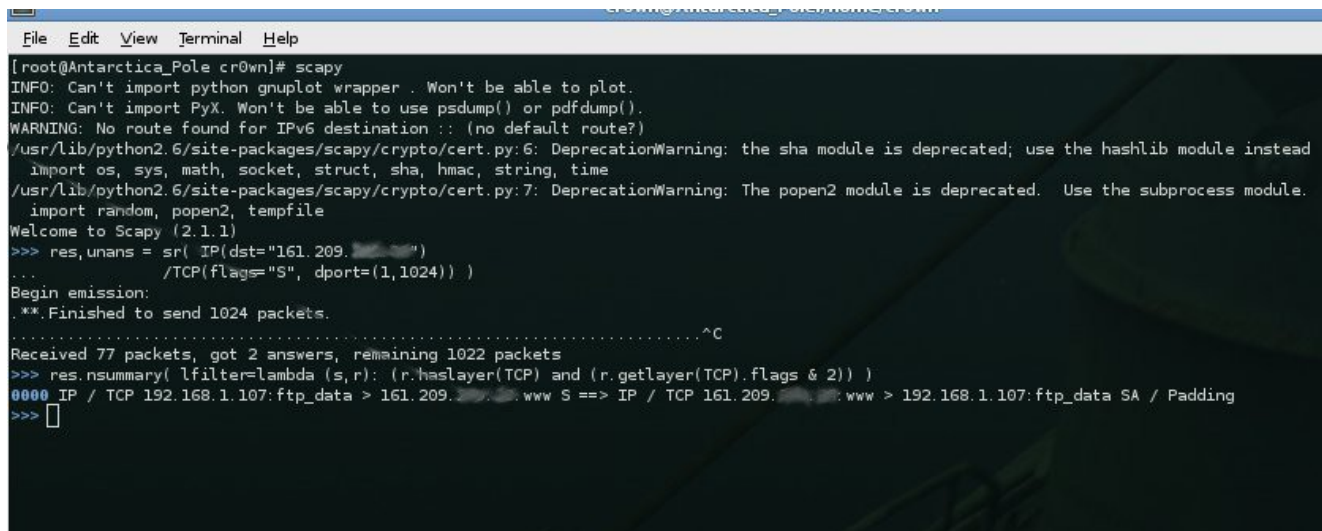 File Edit View Terminal Help
[root@Antarctica_Pole cr0wn]# scapy
INFO: Can't import python gnuplot wrapper . Won't be able to plot.
INFO: Can't import PyX. Won't be able to use psdump() or pdfdump().
WARNING: No route found for IPv6 destination :: (no default route?)
/usr/lib/python2.6/site-packages/scapy/crypto/cert.py:6: DeprecationWarning: the sha module is deprecated; use the hashlib module instead
  import os, sys, math, socket, struct, sha, hmac, string, time
/usr/lib/python2.6/site-packages/scapy/crypto/cert.py:7: DeprecationWarning: The popen2 module is deprecated.  Use the subprocess module.
  import random, popen2, tempfile
Welcome to Scapy (2.1.1)
>>> res,unans = sr( IP(dst="161.209.")
...            /TCP(flags="S", dport=(1,1024)) )
Begin emission:
.**.Finished to send 1024 packets.
.........................................................................^C
Received 77 packets, got 2 answers, remaining 1022 packets
>>> res.nsummary( lfilter=lambda (s,r): (r.haslayer(TCP) and (r.getlayer(TCP).flags & 2)) )
0000 IP / TCP 192.168.1.107:ftp_data > 161.209. www S ==> IP / TCP 161.209. :www > 192.168.1.107:ftp_data SA / Padding
>>>